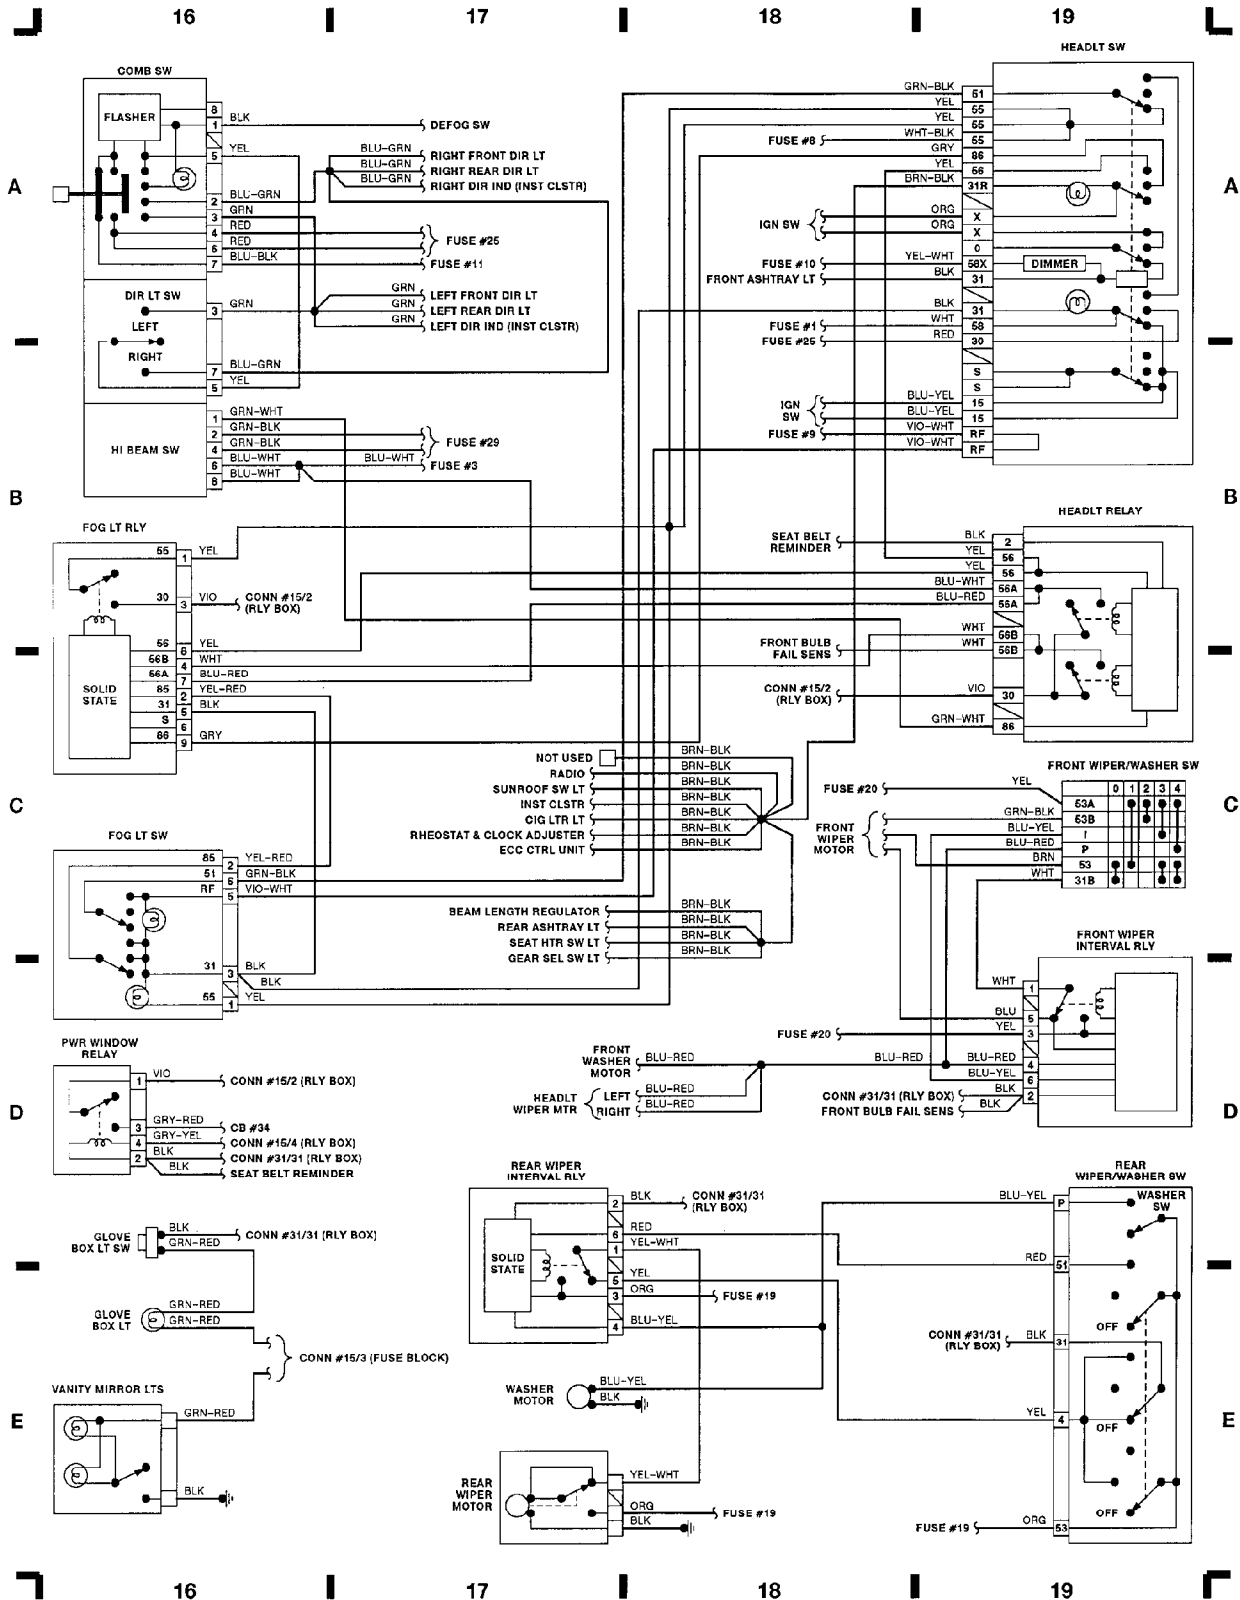 16 17 18 19
A A
B B
C C
D D
E E
COMB SW
FLASHER
8
1 BLK DEFOG SW
5 YEL
BLU-GRN RIGHT FRONT DIR LT
BLU-GRN RIGHT REAR DIR LT
BLU-GRN RIGHT DIR IND (INST CLSTR)
2 BLU-GRN
3 GRN
4 RED
6 RED
FUSE #25
7 BLU-BLK FUSE #11
DIR LT SW
LEFT
RIGHT
3 GRN
GRN LEFT FRONT DIR LT
GRN LEFT REAR DIR LT
GRN LEFT DIR IND (INST CLSTR)
7 BLU-GRN
5 YEL
HI BEAM SW
1 GRN-WHT
2 GRN-BLK
4 GRN-BLK
FUSE #29
6 BLU-WHT BLU-WHT FUSE #3
8 BLU-WHT
FOG LT RLY
55 1 YEL
30 3 VIO CONN #15/2
(RLY BOX)
SOLID
STATE
56 6 YEL
56B 4 WHT
56A 7 BLU-RED
85 2 YEL-RED
31 5 BLK
S 6
86 9 GRY
FOG LT SW
85 2 YEL-RED
51 6 GRN-BLK
RF 5 VIO-WHT
31 3 BLK
BLK
55 1 YEL
PWR WINDOW
RELAY
1 VIO CONN #15/2 (RLY BOX)
3 GRY-RED CB #34
4 GRY-YEL CONN #15/4 (RLY BOX)
2 BLK CONN #31/31 (RLY BOX)
BLK SEAT BELT REMINDER
GLOVE
BOX LT SW
BLK CONN #31/31 (RLY BOX)
GRN-RED
GLOVE
BOX LT
GRN-RED
GRN-RED
CONN #15/3 (FUSE BLOCK)
VANITY MIRROR LTS
GRN-RED
BLK
NOT USED BRN-BLK
RADIO BRN-BLK
SUNROOF SW LT BRN-BLK
INST CLSTR BRN-BLK
CIG LTR LT BRN-BLK
RHEOSTAT & CLOCK ADJUSTER BRN-BLK
ECC CTRL UNIT BRN-BLK
BEAM LENGTH REGULATOR BRN-BLK
REAR ASHTRAY LT BRN-BLK
SEAT HTR SW LT BRN-BLK
GEAR SEL SW LT BRN-BLK
FRONT
WASHER
MOTOR
BLU-RED BLU-RED
HEADLT
WIPER MTR
LEFT BLU-RED
RIGHT BLU-RED
REAR WIPER
INTERVAL RLY
SOLID
STATE
2 BLK CONN #31/31
(RLY BOX)
6 RED
1 YEL-WHT
5 YEL
3 ORG FUSE #19
4 BLU-YEL
WASHER
MOTOR
BLU-YEL
BLK
REAR
WIPER
MOTOR
YEL-WHT
ORG FUSE #19
BLK
HEADLT SW
GRN-BLK 51
YEL 55
YEL 55
FUSE #8 WHT-BLK 55
GRY 86
YEL 56
BRN-BLK 31R
IGN SW
ORG X
ORG X
0
FUSE #10 YEL-WHT 58X DIMMER
FRONT ASHTRAY LT BLK 31
BLK 31
FUSE #1 WHT 58
FUSE #25 RED 30
S
S
IGN
SW
BLU-YEL 15
BLU-YEL 15
FUSE #9 VIO-WHT RF
VIO-WHT RF
HEADLT RELAY
SEAT BELT
REMINDER
BLK 2
YEL 56
YEL 56
BLU-WHT 56A
BLU-RED 56A
WHT 56B
FRONT BULB
FAIL SENS
WHT 56B
CONN #15/2
(RLY BOX)
VIO 30
GRN-WHT 86
FRONT WIPER/WASHER SW
0 1 2 3 4
FUSE #20 YEL 53A
FRONT
WIPER
MOTOR
GRN-BLK 53B
BLU-YEL I
BLU-RED P
BRN 53
WHT 31B
FRONT WIPER
INTERVAL RLY
WHT 1
BLU 5
FUSE #20 YEL 3
BLU-RED 4
BLU-YEL 6
CONN #31/31 (RLY BOX) BLK 2
FRONT BULB FAIL SENS BLK
REAR
WIPER/WASHER SW
WASHER
SW
BLU-YEL P
RED 51
OFF
CONN #31/31
(RLY BOX)
BLK 31
YEL 4
OFF
OFF
FUSE #19 ORG 53
16 17 18 19